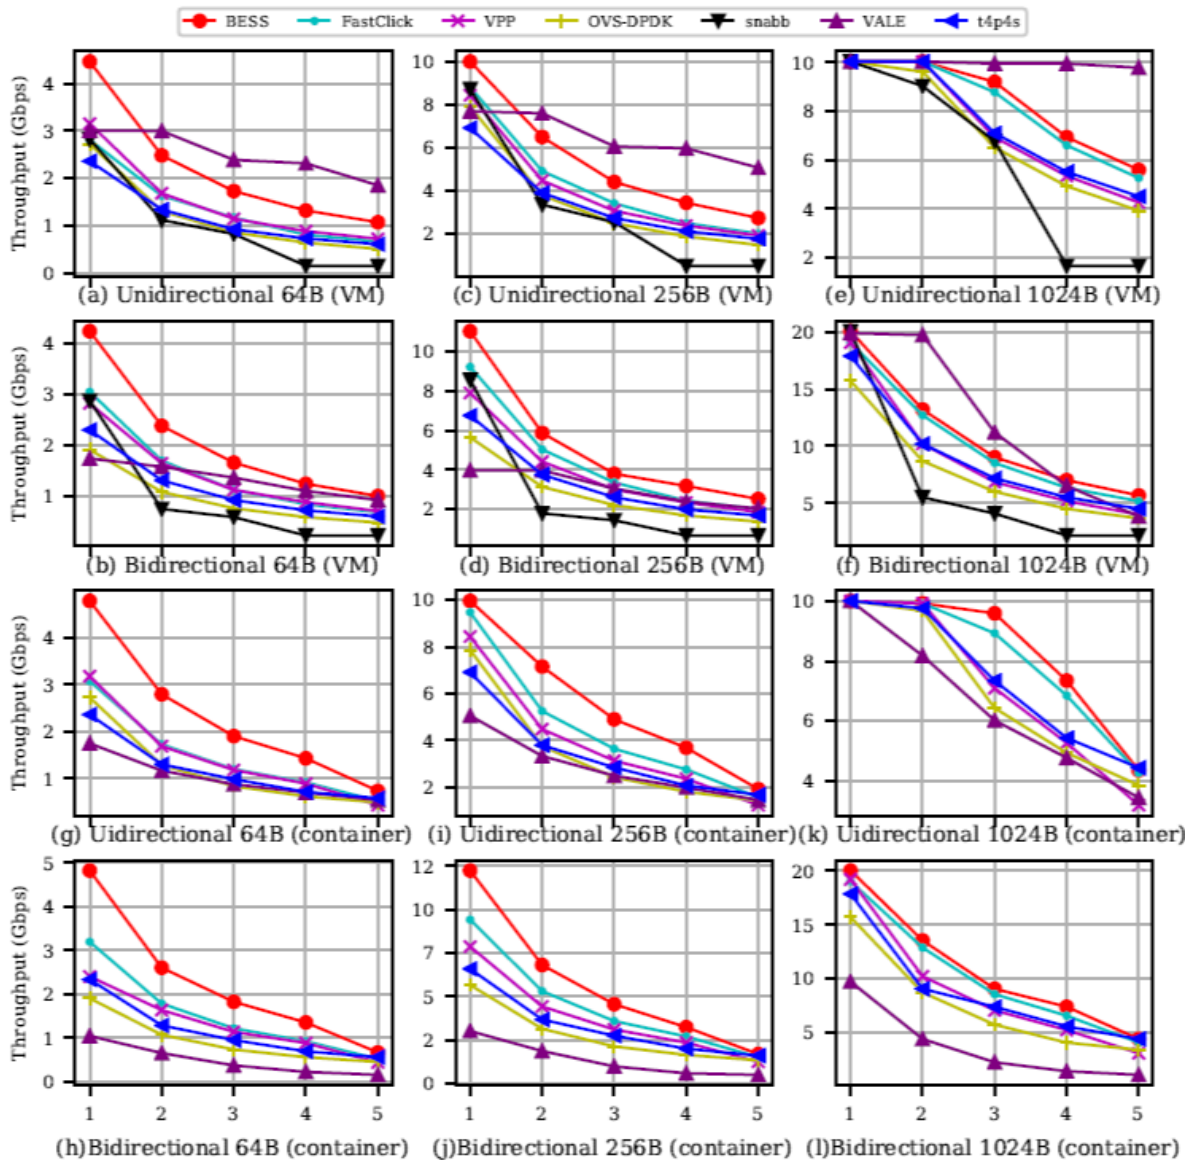 BESS FastClick VPP OVS-DPDK snabb VALE t4p4s
Throughput (Gbps)
4
3
2
1
0
(a) Unidirectional 64B (VM)
10
8
6
4
2
(c) Unidirectional 256B (VM)
10
8
6
4
2
(e) Unidirectional 1024B (VM)
Throughput (Gbps)
4
3
2
1
(b) Bidirectional 64B (VM)
10
8
6
4
2
(d) Bidirectional 256B (VM)
20
15
10
5
(f) Bidirectional 1024B (VM)
Throughput (Gbps)
4
3
2
1
(g) Uidirectional 64B (container)
10
8
6
4
2
(i) Uidirectional 256B (container)
10
8
6
4
(k) Uidirectional 1024B (container)
Throughput (Gbps)
5
4
3
2
1
0
1 2 3 4 5
(h)Bidirectional 64B (container)
12
10
7
5
2
0
1 2 3 4 5
(j)Bidirectional 256B (container)
20
15
10
5
1 2 3 4 5
(l)Bidirectional 1024B (container)